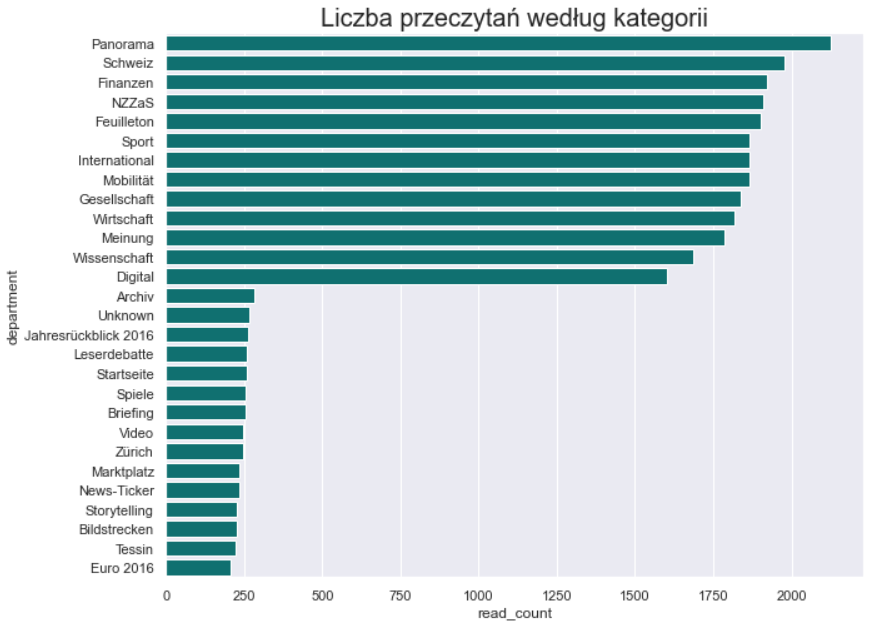 Liczba przeczytań według kategorii
Panorama
Schweiz
Finanzen
NZZaS
Feuilleton
Sport
International
Mobilität
Gesellschaft
Wirtschaft
Meinung
Wissenschaft
Digital
Archiv
Unknown
Jahresrückblick 2016
Leserdebatte
Startseite
Spiele
Briefing
Video
Zürich
Marktplatz
News-Ticker
Storytelling
Bildstrecken
Tessin
Euro 2016
department
0 250 500 750 1000 1250 1500 1750 2000
read_count